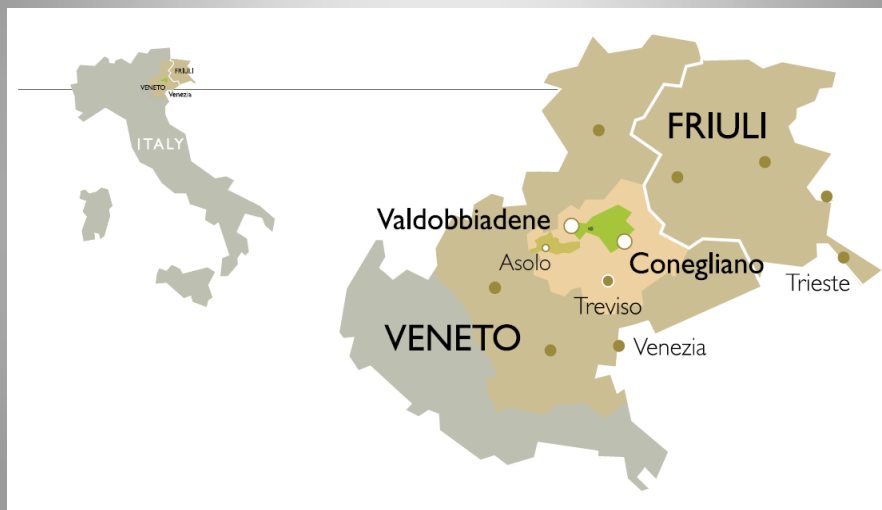 FRIULI
VENETO
Venezia
ITALY
FRIULI
Valdobbiadene
Asolo
Conegliano
Trieste
Treviso
VENETO
Venezia